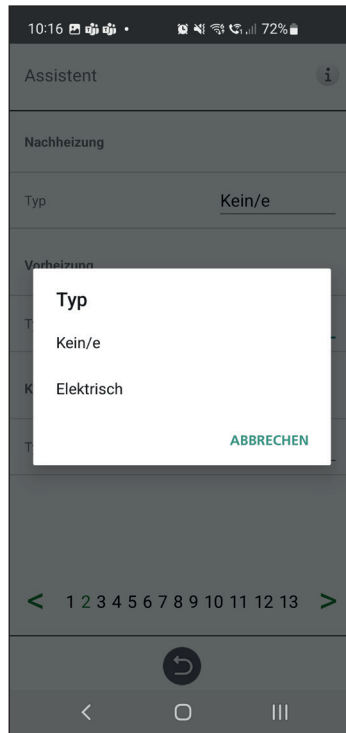 10:16 72%
Assistent i
Nachheizung
Typ Kein/e
Vorheizung
Typ
Kein/e
Elektrisch
ABBRECHEN
< 1 2 3 4 5 6 7 8 9 10 11 12 13 >